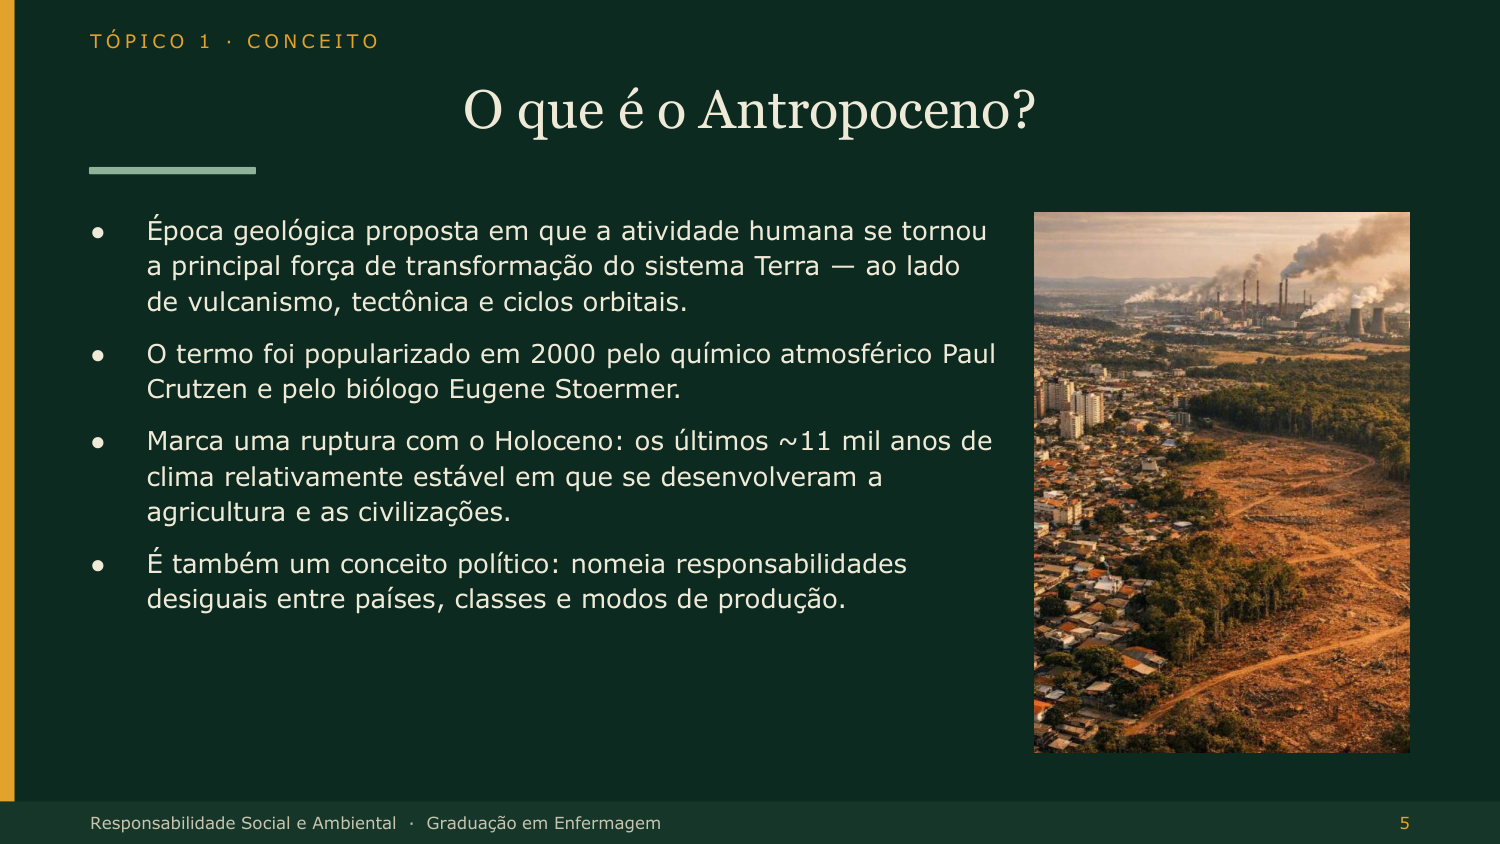 TÓPICO 1 · CONCEITO
O que é o Antropoceno?
● Época geológica proposta em que a atividade humana se tornou
a principal força de transformação do sistema Terra — ao lado
de vulcanismo, tectônica e ciclos orbitais.
● O termo foi popularizado em 2000 pelo químico atmosférico Paul
Crutzen e pelo biólogo Eugene Stoermer.
● Marca uma ruptura com o Holoceno: os últimos ~11 mil anos de
clima relativamente estável em que se desenvolveram a
agricultura e as civilizações.
● É também um conceito político: nomeia responsabilidades
desiguais entre países, classes e modos de produção.
Responsabilidade Social e Ambiental · Graduação em Enfermagem
5